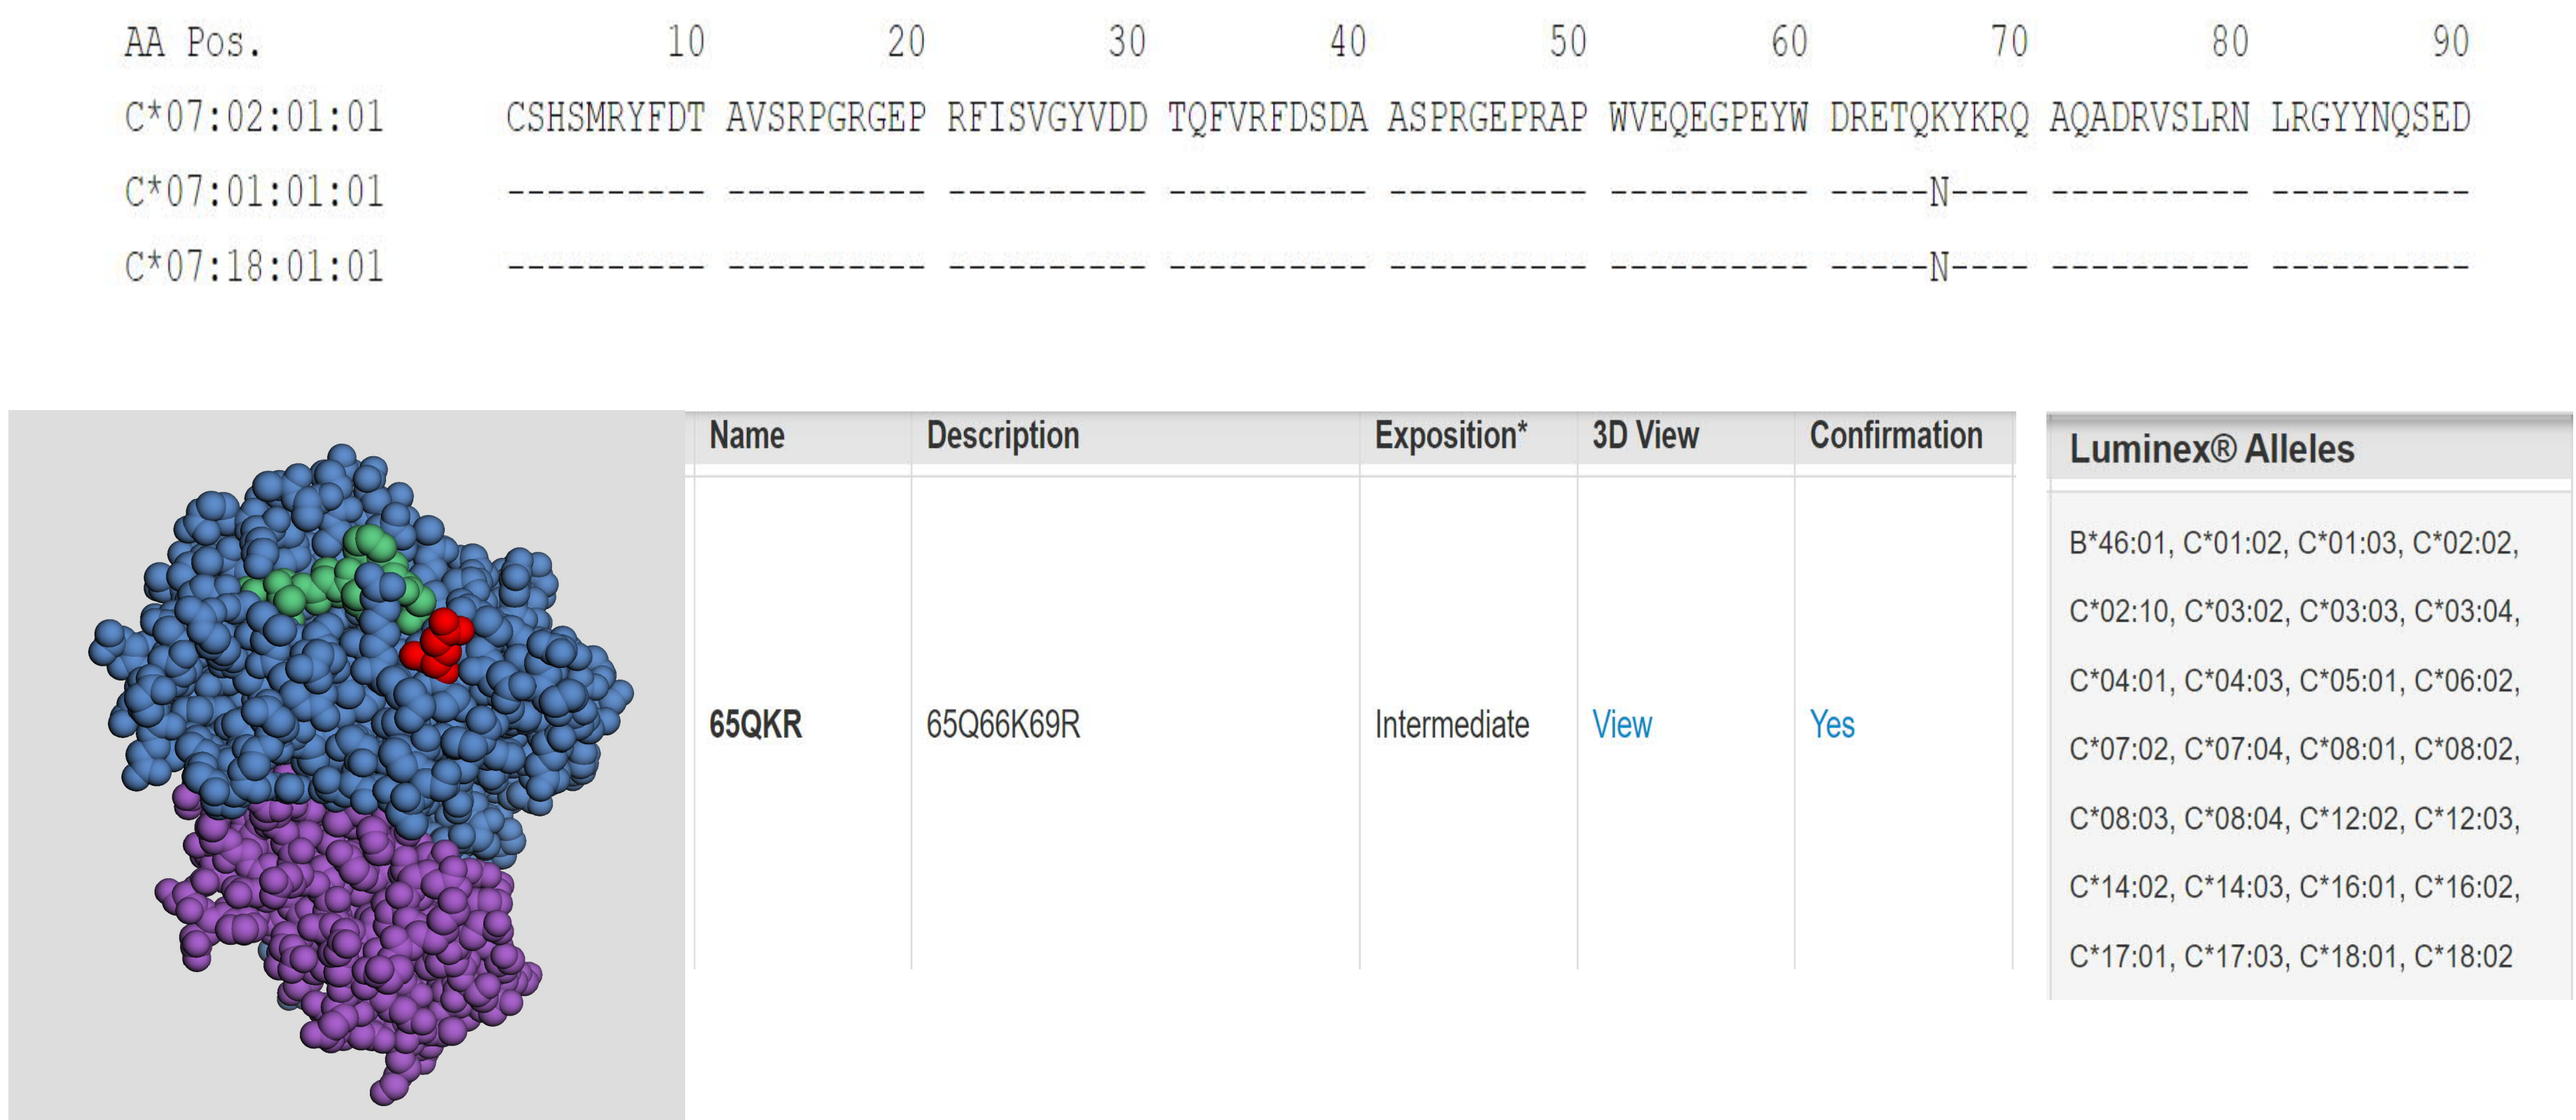 AA Pos. 10 20 30 40 50 60 70 80 90
C*07:02:01:01 CSHSMRYFDT AVSRPGRGEP RFISVGYVDD TQFVRFDSDA ASPRGEPRAP WVEQEGPEYW DRETQKYKRQ AQADRVSLRN LRGYYNQSED
C*07:01:01:01 ---------- ---------- ---------- ---------- ---------- ---------- -----N---- ---------- ----------
C*07:18:01:01 ---------- ---------- ---------- ---------- ---------- ---------- -----N---- ---------- ----------
Name Description Exposition* 3D View Confirmation
65QKR 65Q66K69R Intermediate View Yes
Luminex® Alleles
B*46:01, C*01:02, C*01:03, C*02:02,
C*02:10, C*03:02, C*03:03, C*03:04,
C*04:01, C*04:03, C*05:01, C*06:02,
C*07:02, C*07:04, C*08:01, C*08:02,
C*08:03, C*08:04, C*12:02, C*12:03,
C*14:02, C*14:03, C*16:01, C*16:02,
C*17:01, C*17:03, C*18:01, C*18:02